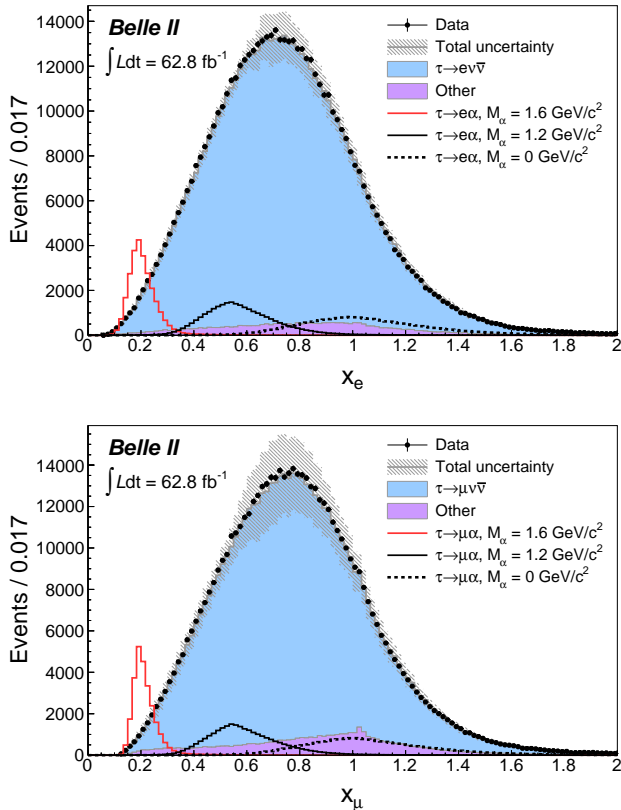 Belle II
∫ Ldt = 62.8 fb⁻¹
Data
Total uncertainty
τ→eνν̄
Other
τ→eα, Mα = 1.6 GeV/c²
τ→eα, Mα = 1.2 GeV/c²
τ→eα, Mα = 0 GeV/c²
Events / 0.017
14000
12000
10000
8000
6000
4000
2000
0
0 0.2 0.4 0.6 0.8 1 1.2 1.4 1.6 1.8 2
xₑ
Belle II
∫ Ldt = 62.8 fb⁻¹
Data
Total uncertainty
τ→μνν̄
Other
τ→μα, Mα = 1.6 GeV/c²
τ→μα, Mα = 1.2 GeV/c²
τ→μα, Mα = 0 GeV/c²
Events / 0.017
14000
12000
10000
8000
6000
4000
2000
0
0 0.2 0.4 0.6 0.8 1 1.2 1.4 1.6 1.8 2
x_μ